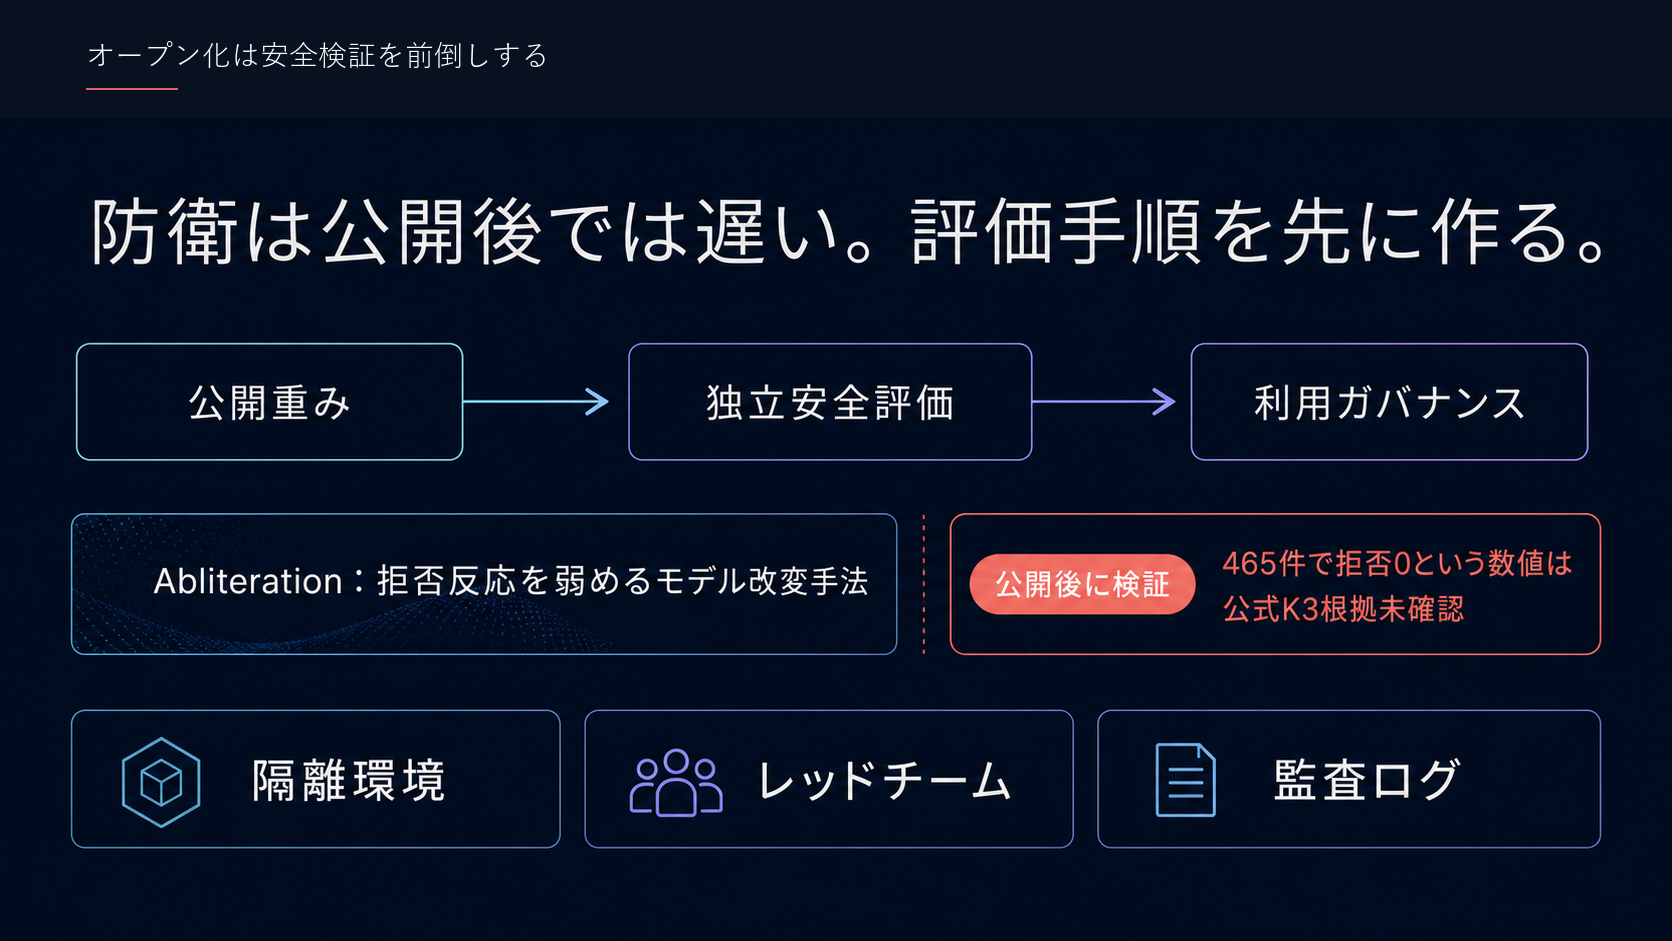 オープン化は安全検証を前倒しする
防衛は公開後では遅い。評価手順を先に作る。
公開重み
独立安全評価
利用ガバナンス
Abliteration：拒否反応を弱めるモデル改変手法
公開後に検証
465件で拒否0という数値は
公式K3根拠未確認
隔離環境
レッドチーム
監査ログ